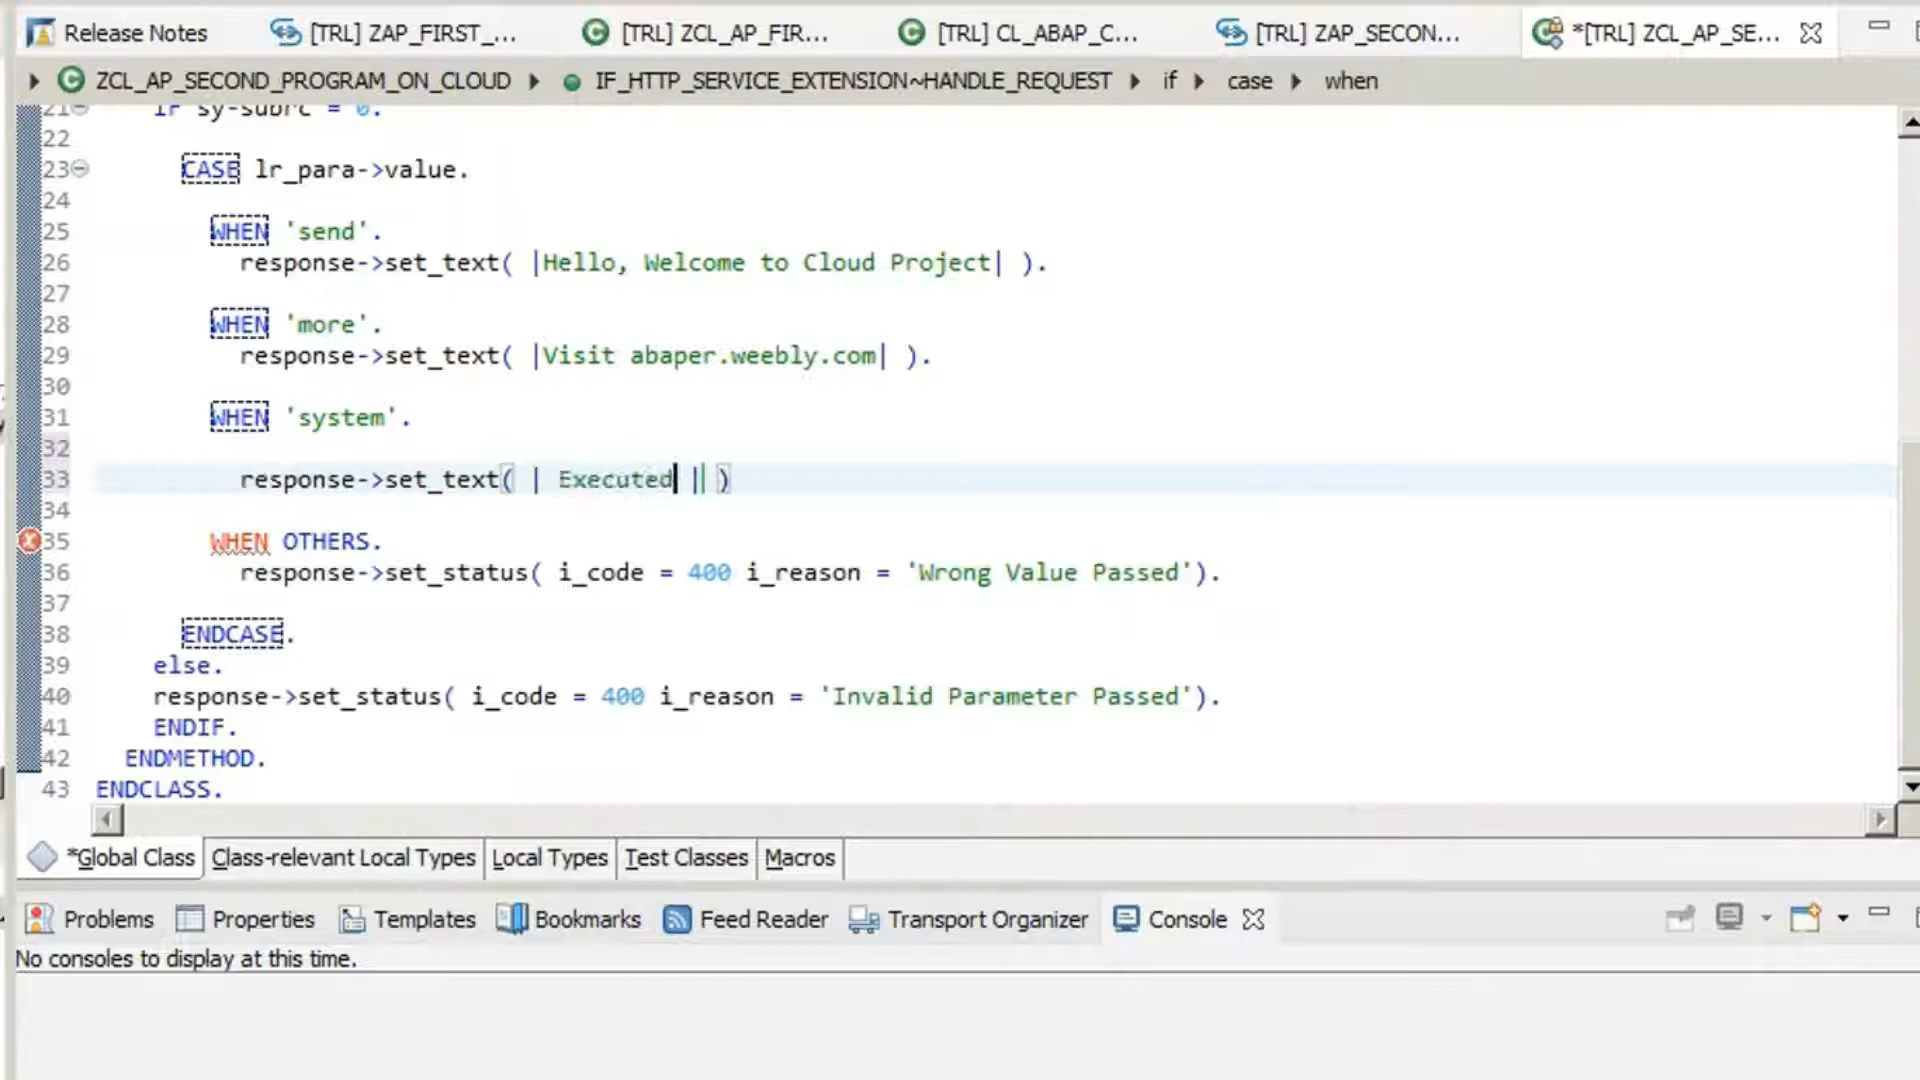 Release Notes [TRL] ZAP_FIRST_... [TRL] ZCL_AP_FIR... [TRL] CL_ABAP_C... [TRL] ZAP_SECON... *[TRL] ZCL_AP_SE...
ZCL_AP_SECOND_PROGRAM_ON_CLOUD IF_HTTP_SERVICE_EXTENSION~HANDLE_REQUEST if case when
21 IF sy-subrc = 0.
22
23 CASE lr_para->value.
24
25 WHEN 'send'.
26 response->set_text( |Hello, Welcome to Cloud Project| ).
27
28 WHEN 'more'.
29 response->set_text( |Visit abaper.weebly.com| ).
30
31 WHEN 'system'.
32
33 response->set_text( | Executed || )
34
35 WHEN OTHERS.
36 response->set_status( i_code = 400 i_reason = 'Wrong Value Passed').
37
38 ENDCASE.
39 else.
40 response->set_status( i_code = 400 i_reason = 'Invalid Parameter Passed').
41 ENDIF.
42 ENDMETHOD.
43 ENDCLASS.
*Global Class Class-relevant Local Types Local Types Test Classes Macros
Problems Properties Templates Bookmarks Feed Reader Transport Organizer Console
No consoles to display at this time.